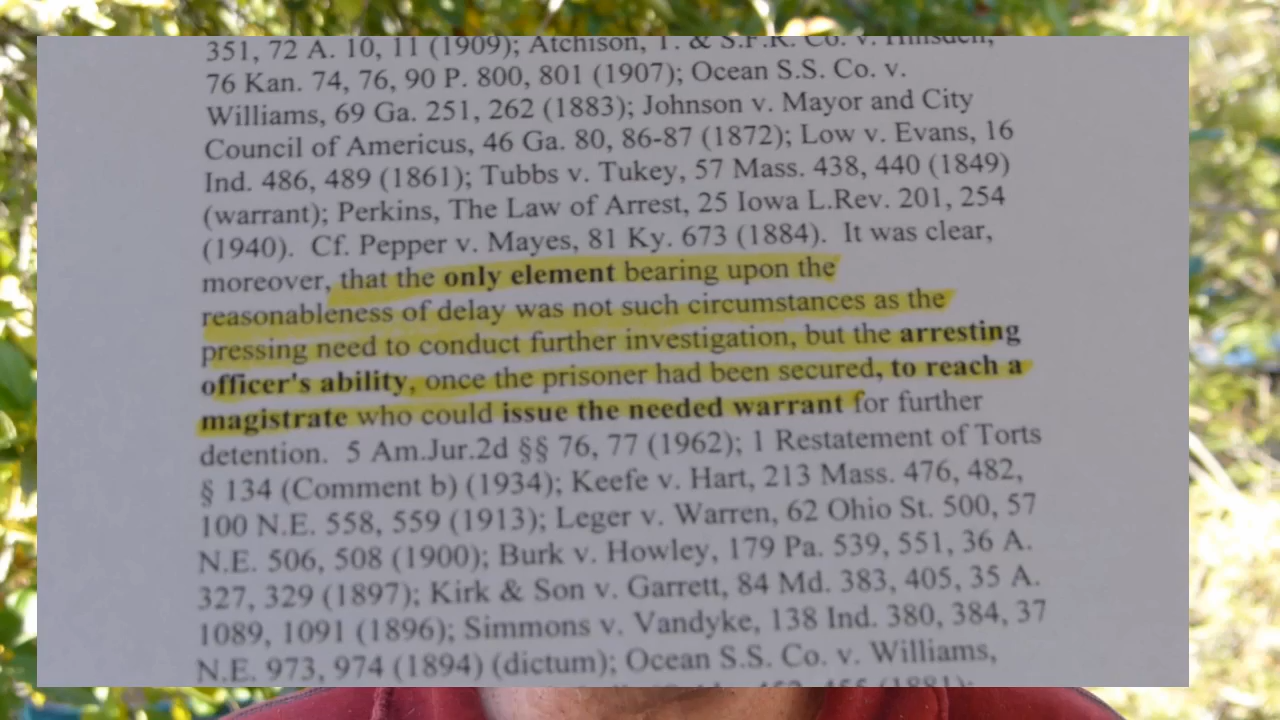 351, 72 A. 10, 11 (1909); Atchison, T. & S.F.R. Co. v. Hinsdell,
76 Kan. 74, 76, 90 P. 800, 801 (1907); Ocean S.S. Co. v.
Williams, 69 Ga. 251, 262 (1883); Johnson v. Mayor and City
Council of Americus, 46 Ga. 80, 86-87 (1872); Low v. Evans, 16
Ind. 486, 489 (1861); Tubbs v. Tukey, 57 Mass. 438, 440 (1849)
(warrant); Perkins, The Law of Arrest, 25 Iowa L.Rev. 201, 254
(1940). Cf. Pepper v. Mayes, 81 Ky. 673 (1884). It was clear,
moreover, that the only element bearing upon the
reasonableness of delay was not such circumstances as the
pressing need to conduct further investigation, but the arresting
officer's ability, once the prisoner had been secured, to reach a
magistrate who could issue the needed warrant for further
detention. 5 Am.Jur.2d §§ 76, 77 (1962); 1 Restatement of Torts
§ 134 (Comment b) (1934); Keefe v. Hart, 213 Mass. 476, 482,
100 N.E. 558, 559 (1913); Leger v. Warren, 62 Ohio St. 500, 57
N.E. 506, 508 (1900); Burk v. Howley, 179 Pa. 539, 551, 36 A.
327, 329 (1897); Kirk & Son v. Garrett, 84 Md. 383, 405, 35 A.
1089, 1091 (1896); Simmons v. Vandyke, 138 Ind. 380, 384, 37
N.E. 973, 974 (1894) (dictum); Ocean S.S. Co. v. Williams,